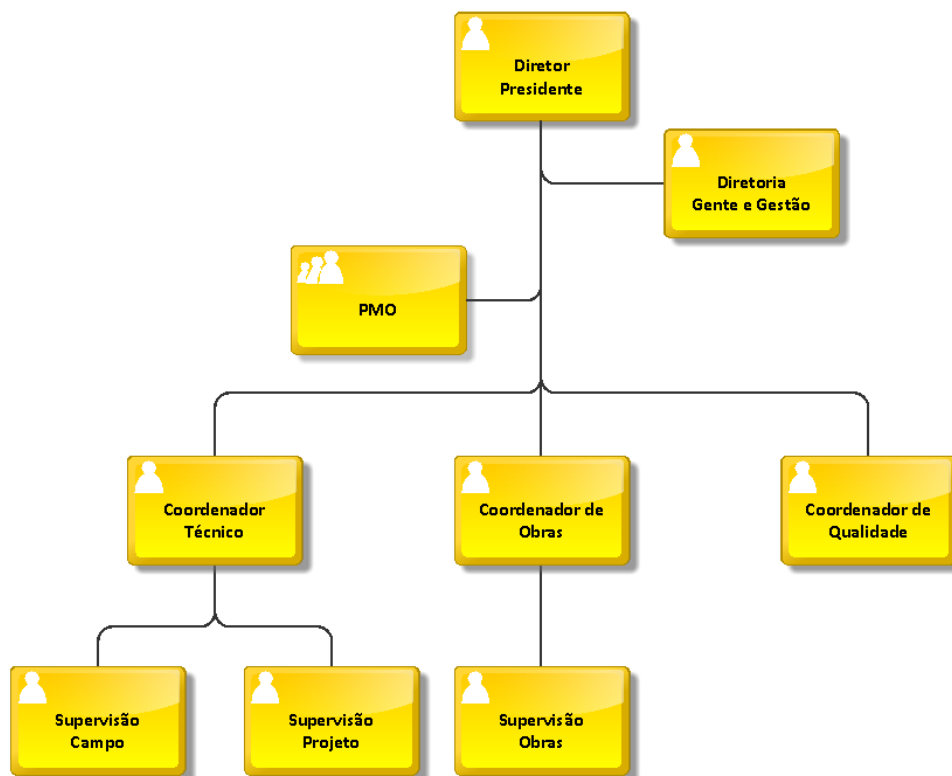 Diretor
Presidente
Diretoria
Gente e Gestão
PMO
Coordenador
Técnico
Coordenador de
Obras
Coordenador de
Qualidade
Supervisão
Campo
Supervisão
Projeto
Supervisão
Obras